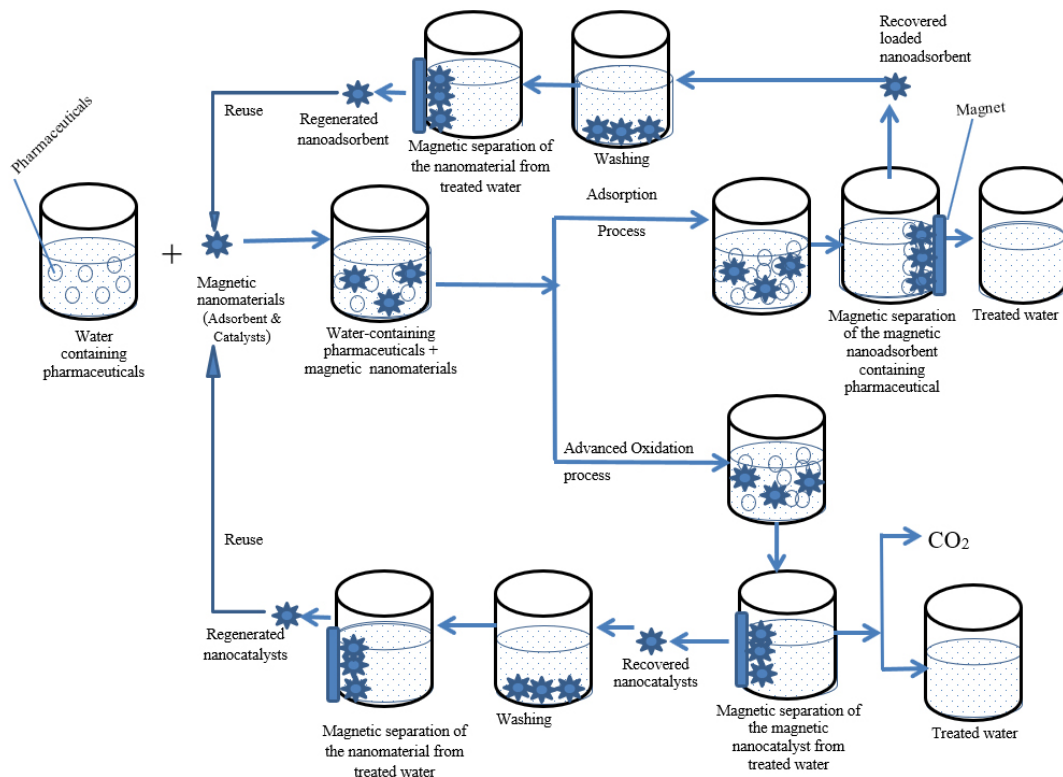 Recovered
loaded
nanoadsorbent
Magnet
Reuse
Regenerated
nanoadsorbent
Magnetic separation of
the nanomaterial from
treated water
Washing
Pharmaceuticals
Adsorption
Process
+
Magnetic
nanomaterials
(Adsorbent &
Catalysts)
Water
containing
pharmaceuticals
Water-containing
pharmaceuticals +
magnetic nanomaterials
Magnetic separation
of the magnetic
nanoadsorbent
containing
pharmaceutical
Treated water
Advanced Oxidation
process
Reuse
CO₂
Regenerated
nanocatalysts
Magnetic separation of
the nanomaterial from
treated water
Washing
Recovered
nanocatalysts
Magnetic separation of
the magnetic
nanocatalyst from
treated water
Treated water